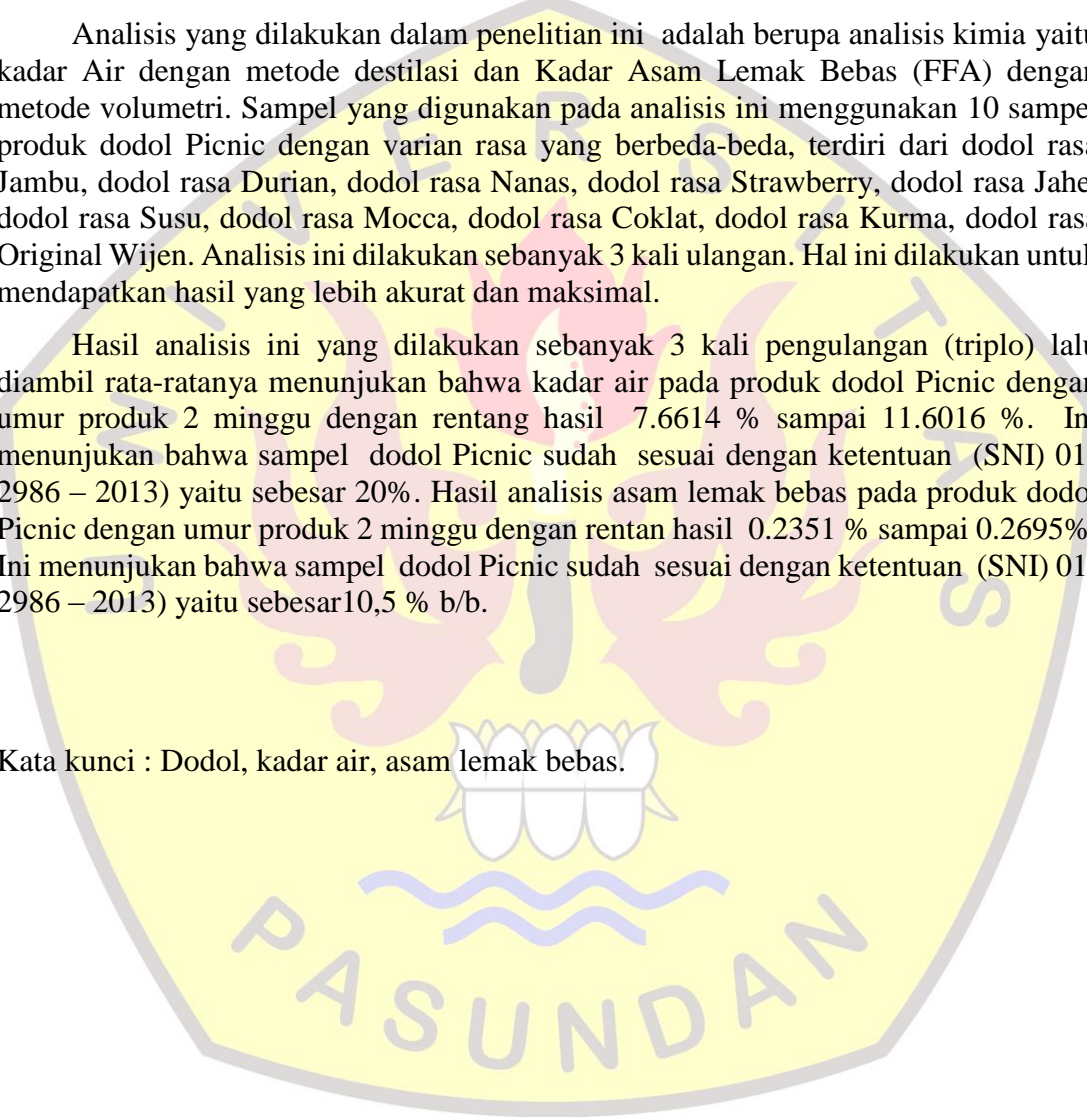 Analisis yang dilakukan dalam penelitian ini adalah berupa analisis kimia yaitu
kadar Air dengan metode destilasi dan Kadar Asam Lemak Bebas (FFA) dengan
metode volumetri. Sampel yang digunakan pada analisis ini menggunakan 10 sampel
produk dodol Picnic dengan varian rasa yang berbeda-beda, terdiri dari dodol rasa
Jambu, dodol rasa Durian, dodol rasa Nanas, dodol rasa Strawberry, dodol rasa Jahe,
dodol rasa Susu, dodol rasa Mocca, dodol rasa Coklat, dodol rasa Kurma, dodol rasa
Original Wijen. Analisis ini dilakukan sebanyak 3 kali ulangan. Hal ini dilakukan untuk
mendapatkan hasil yang lebih akurat dan maksimal.
Hasil analisis ini yang dilakukan sebanyak 3 kali pengulangan (triplo) lalu
diambil rata-ratanya menunjukan bahwa kadar air pada produk dodol Picnic dengan
umur produk 2 minggu dengan rentang hasil 7.6614 % sampai 11.6016 %. Ini
menunjukan bahwa sampel dodol Picnic sudah sesuai dengan ketentuan (SNI) 01-
2986 – 2013) yaitu sebesar 20%. Hasil analisis asam lemak bebas pada produk dodol
Picnic dengan umur produk 2 minggu dengan rentan hasil 0.2351 % sampai 0.2695%.
Ini menunjukan bahwa sampel dodol Picnic sudah sesuai dengan ketentuan (SNI) 01-
2986 – 2013) yaitu sebesar10,5 % b/b.
Kata kunci : Dodol, kadar air, asam lemak bebas.
UNIVERSITAS
PASUNDAN